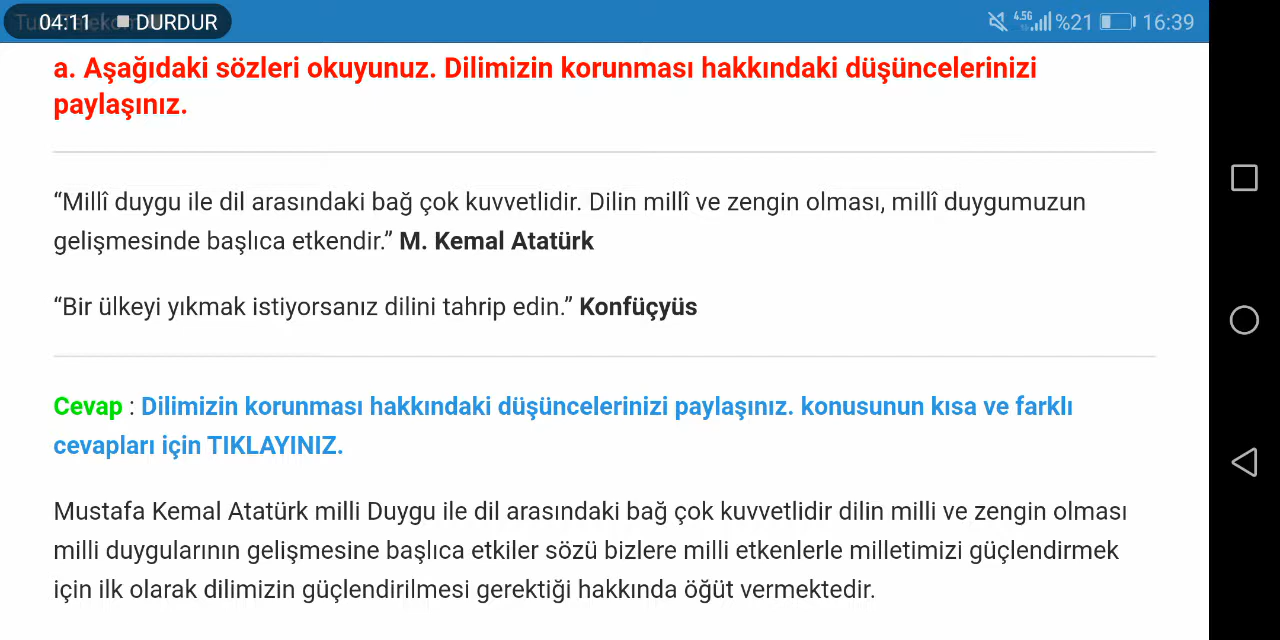 04:11 DURDUR 4.5G %21 16:39
a. Aşağıdaki sözleri okuyunuz. Dilimizin korunması hakkındaki düşüncelerinizi
paylaşınız.
“Millî duygu ile dil arasındaki bağ çok kuvvetlidir. Dilin millî ve zengin olması, millî duygumuzun
gelişmesinde başlıca etkendir.” M. Kemal Atatürk
“Bir ülkeyi yıkmak istiyorsanız dilini tahrip edin.” Konfüçyüs
Cevap : Dilimizin korunması hakkındaki düşüncelerinizi paylaşınız. konusunun kısa ve farklı
cevapları için TIKLAYINIZ.
Mustafa Kemal Atatürk milli Duygu ile dil arasındaki bağ çok kuvvetlidir dilin milli ve zengin olması
milli duygularının gelişmesine başlıca etkiler sözü bizlere milli etkenlerle milletimizi güçlendirmek
için ilk olarak dilimizin güçlendirilmesi gerektiği hakkında öğüt vermektedir.